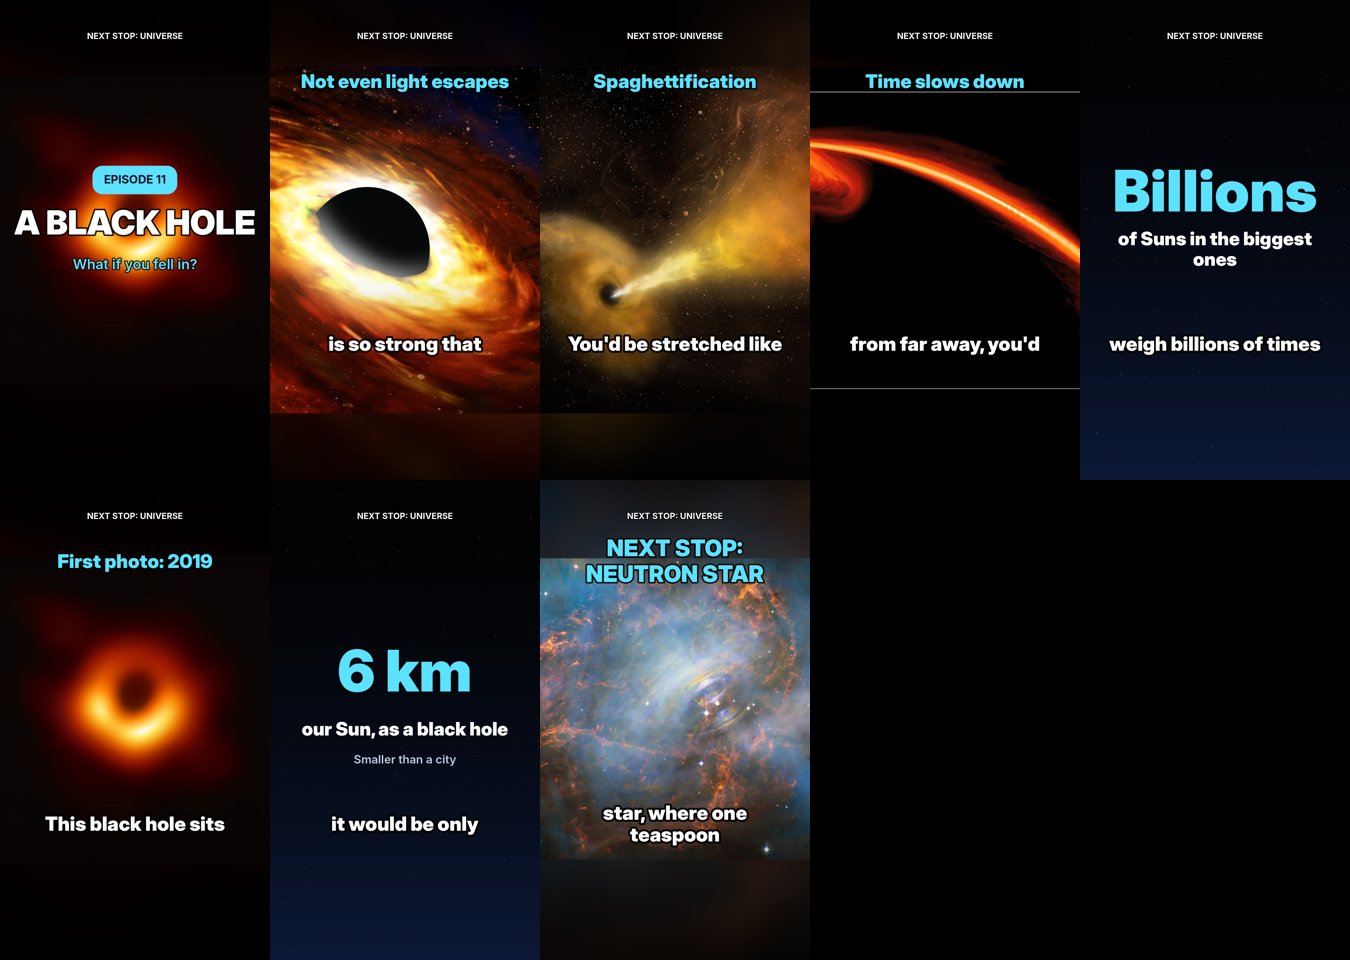 NEXT STOP: UNIVERSE
EPISODE 11
A BLACK HOLE
What if you fell in?
NEXT STOP: UNIVERSE
Not even light escapes
is so strong that
NEXT STOP: UNIVERSE
Spaghettification
You'd be stretched like
NEXT STOP: UNIVERSE
Time slows down
from far away, you'd
NEXT STOP: UNIVERSE
Billions
of Suns in the biggest
ones
weigh billions of times
NEXT STOP: UNIVERSE
First photo: 2019
This black hole sits
NEXT STOP: UNIVERSE
6 km
our Sun, as a black hole
Smaller than a city
it would be only
NEXT STOP: UNIVERSE
NEXT STOP:
NEUTRON STAR
star, where one
teaspoon